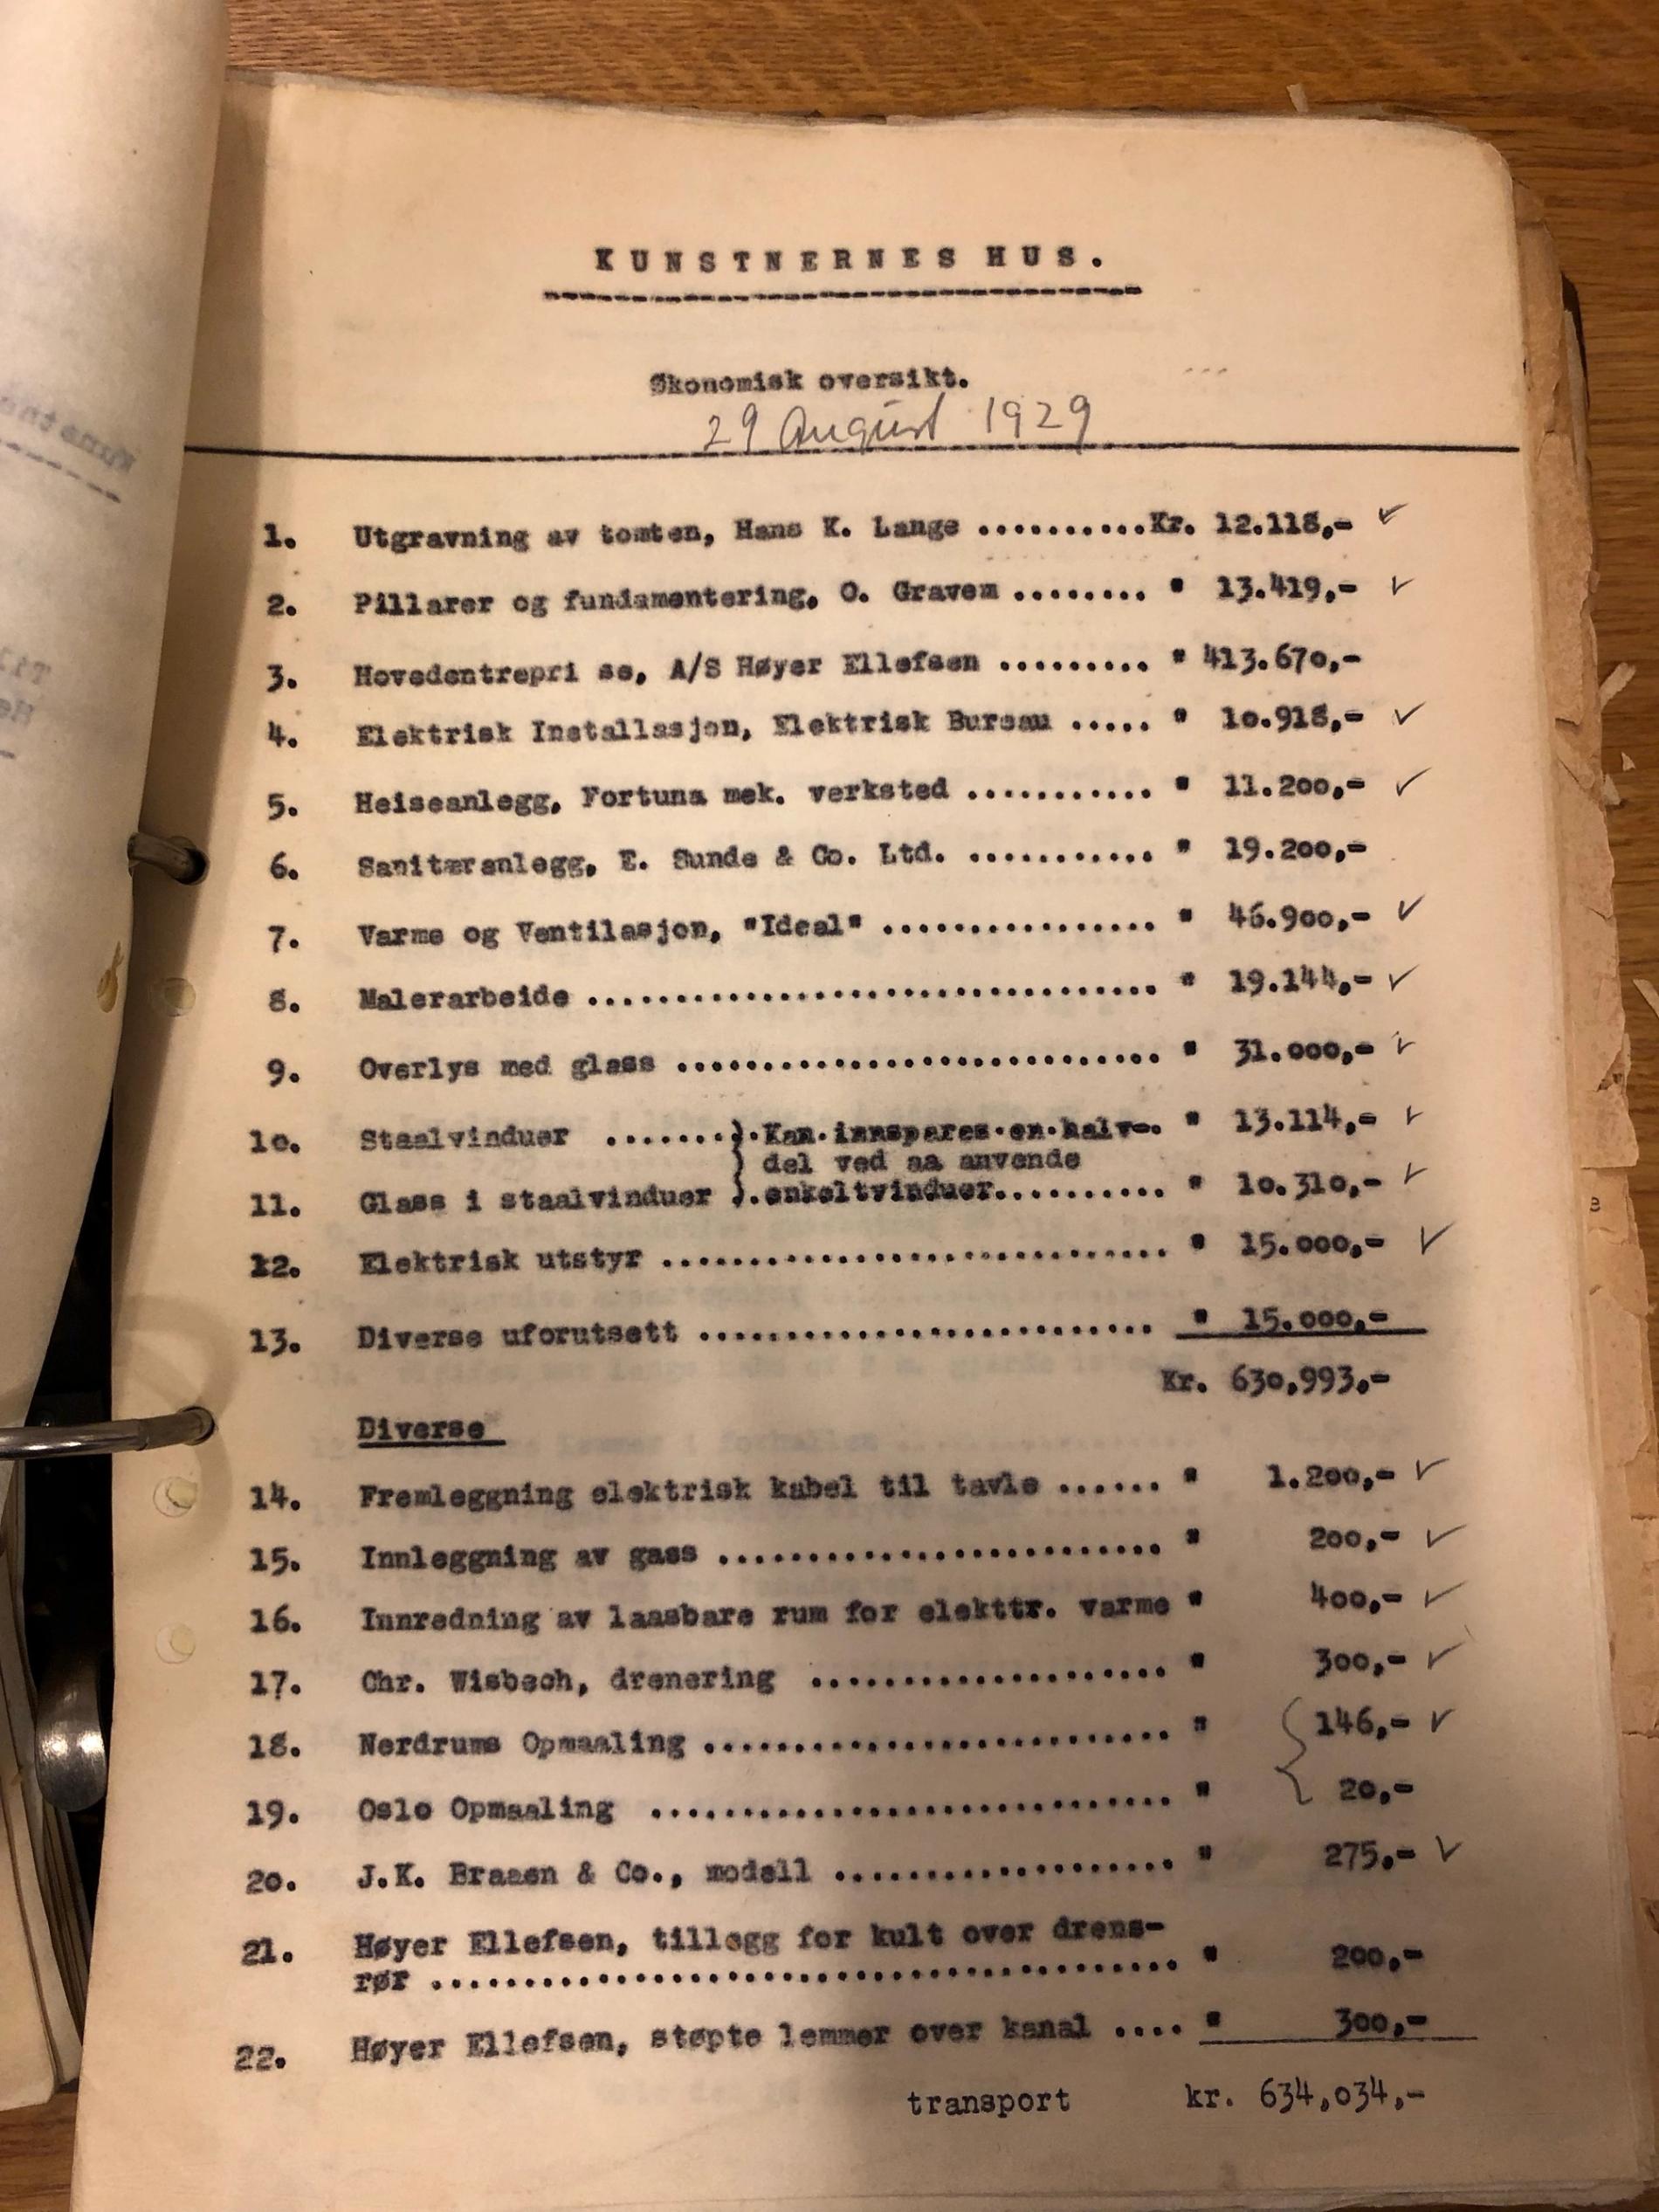 KUNSTNERNES HUS.
Økonomisk oversikt.
29 August 1929
1. Utgravning av tomten, Hans K. Lange ..........Kr. 12.118,- ✓
2. Pillarer og fundamentering, O. Gravem ........ " 13.419,- ✓
3. Hovedentrepri se, A/S Høyer Ellefsen ......... " 413.670,-
4. Elektrisk Installasjon, Elektrisk Bureau ..... " 10.918,- ✓
5. Heiseanlegg, Fortuna mek. verksted ........... " 11.200,- ✓
6. Sanitæranlegg, E. Sunde & Co. Ltd. ........... " 19.200,-
7. Varme og Ventilasjon, "Ideal" ................ " 46.900,- ✓
8. Malerarbeide ................................. " 19.144,- ✓
9. Overlys med glass ............................ " 31.000,- ✓
10. Staalvinduer .......}.Kan.innspares.en.halv-. " 13.114,- ✓
del ved aa anvende
11. Glass i staalvinduer }.enkeltvinduer.......... " 10.310,- ✓
12. Elektrisk utstyr ............................. " 15.000,- ✓
13. Diverse uforutsett .......................... " 15.000,-
Kr. 630,993,-
Diverse
14. Fremleggning elektrisk kabel til tavle ...... " 1.200,- ✓
15. Innleggning av gass .......................... " 200,- ✓
16. Innredning av laasbare rum for elekttr. varme " 400,- ✓
17. Chr. Wisbech, drenering .................... " 300,- ✓
18. Nerdrums Opmaaling ........................... " 146,- ✓
19. Oslo Opmaaling .............................. " 20,-
20. J.K. Braaen & Co., modell .................... " 275,- ✓
21. Høyer Ellefsen, tillegg for kult over drens-
rør .......................................... " 200,-
22. Høyer Ellefsen, støpte lemmer over kanal .... " 300,-
transport kr. 634,034,-